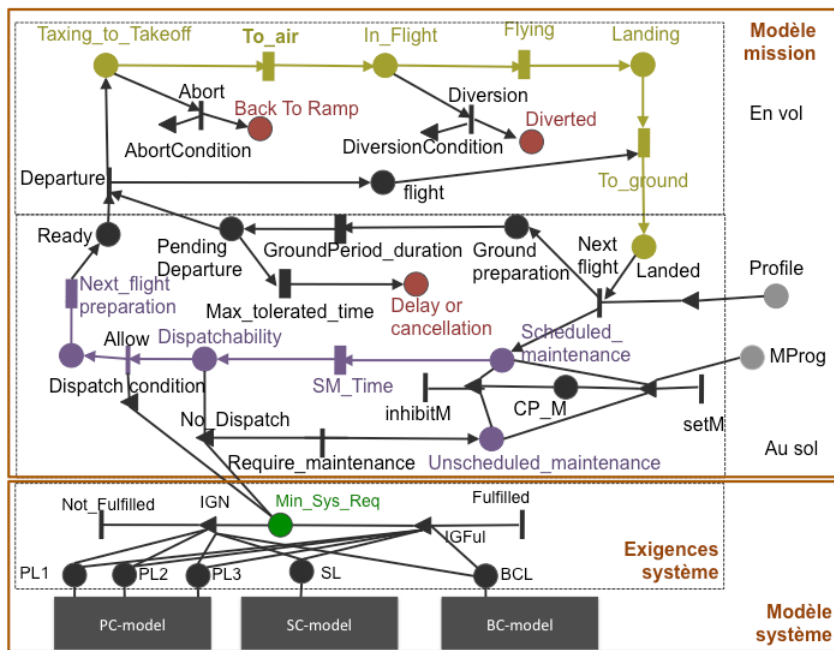 Taxing_to_Takeoff
To_air
In_Flight
Flying
Landing
Modèle
mission
Abort
Back To Ramp
AbortCondition
Diversion
Diverted
DiversionCondition
En vol
Departure
flight
To_ground
Ready
Pending
Departure
GroundPeriod_duration
Ground
preparation
Next
flight
Landed
Profile
Next_flight
preparation
Max_tolerated_time
Delay or
cancellation
Allow
Dispatchability
Scheduled_
maintenance
MProg
Dispatch condition
SM_Time
inhibitM
CP_M
setM
No_Dispatch
Require_maintenance
Unscheduled_maintenance
Au sol
Not_Fulfilled
IGN
Min_Sys_Req
Fulfilled
IGFul
Exigences
système
PL1
PL2
PL3
SL
BCL
PC-model
SC-model
BC-model
Modèle
système